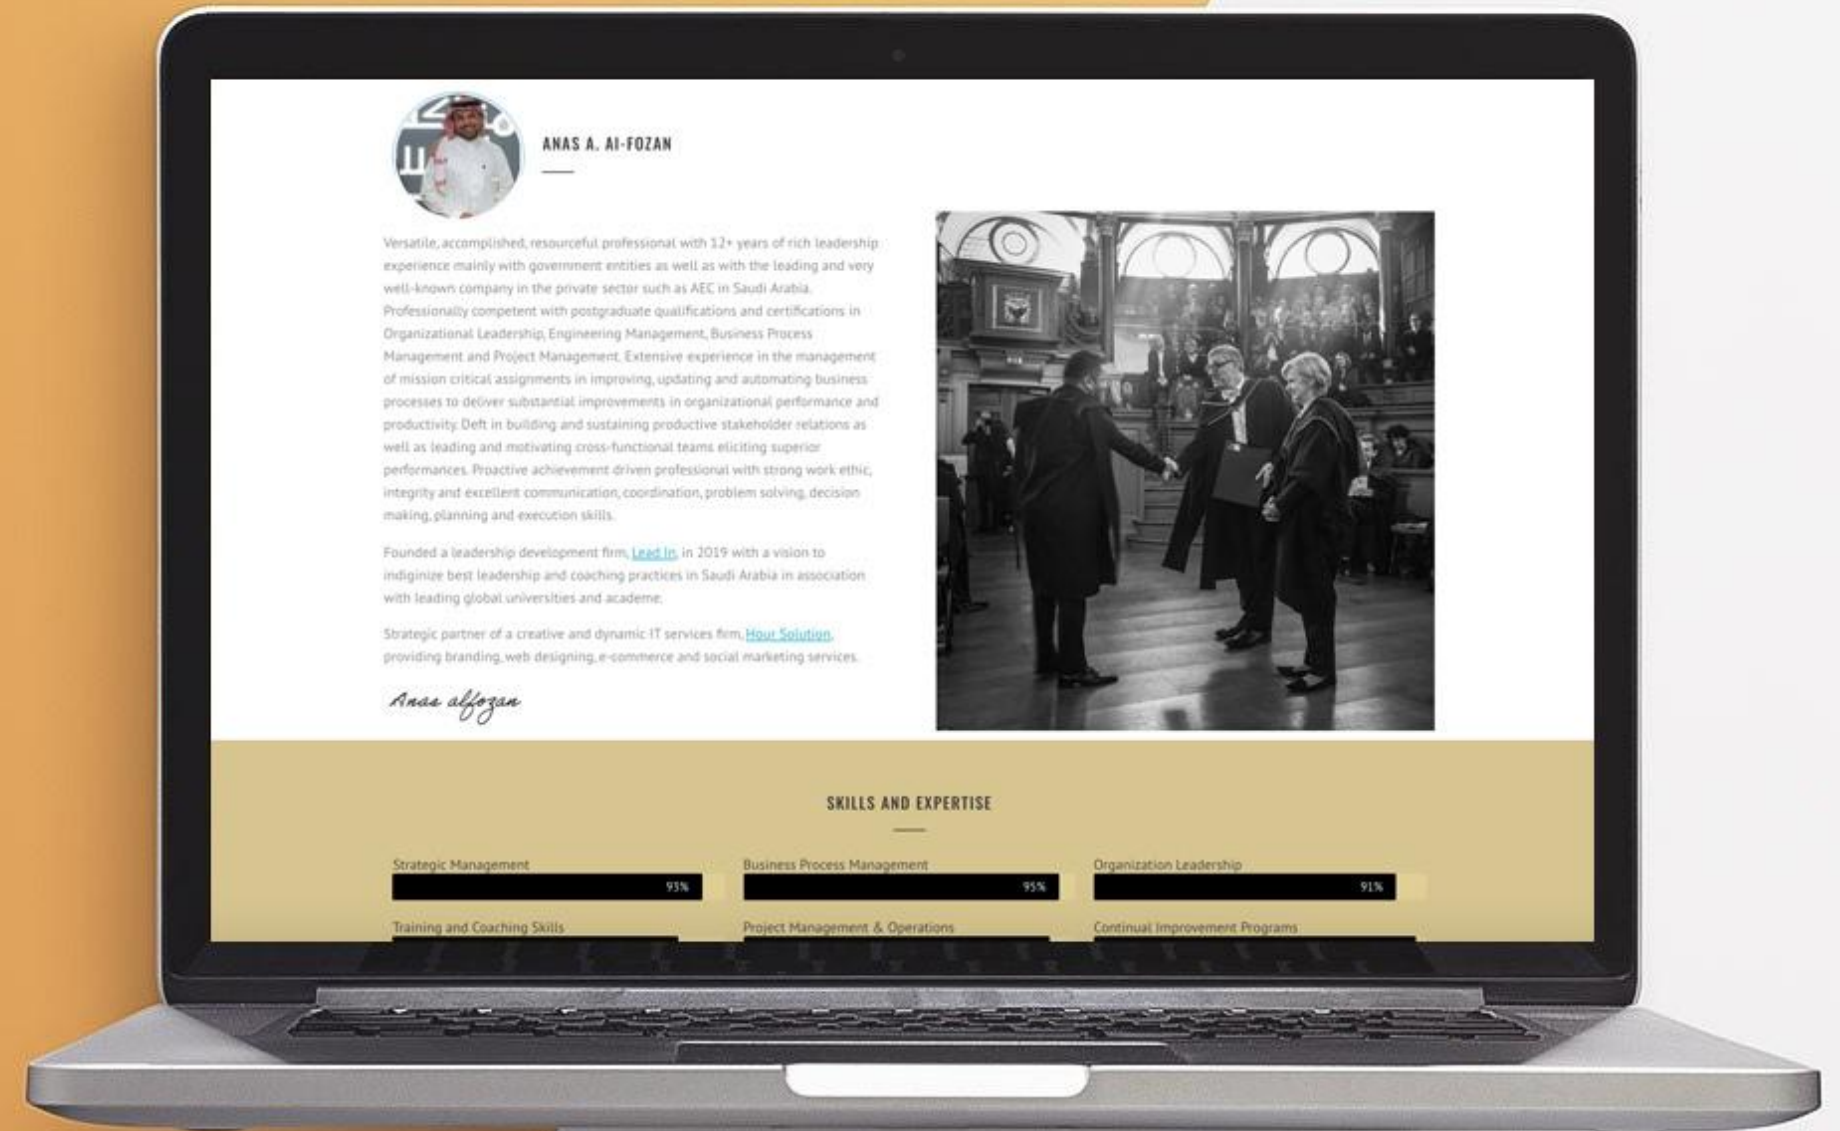 ANAS A. Al-FOZAN
Versatile, accomplished, resourceful professional with 12+ years of rich leadership
experience mainly with government entities as well as with the leading and very
well-known company in the private sector such as AEC in Saudi Arabia.
Professionally competent with postgraduate qualifications and certifications in
Organizational Leadership, Engineering Management, Business Process
Management and Project Management. Extensive experience in the management
of mission critical assignments in improving, updating and automating business
processes to deliver substantial improvements in organizational performance and
productivity. Deft in building and sustaining productive stakeholder relations as
well as leading and motivating cross-functional teams eliciting superior
performances. Proactive achievement driven professional with strong work ethic,
integrity and excellent communication, coordination, problem solving, decision
making, planning and execution skills.
Founded a leadership development firm, Lead In, in 2019 with a vision to
indiginize best leadership and coaching practices in Saudi Arabia in association
with leading global universities and academe.
Strategic partner of a creative and dynamic IT services firm, Hour Solution,
providing branding, web designing, e-commerce and social marketing services.
Anas alfozan
SKILLS AND EXPERTISE
Strategic Management
93%
Business Process Management
95%
Organization Leadership
91%
Training and Coaching Skills
Project Management & Operations
Continual Improvement Programs